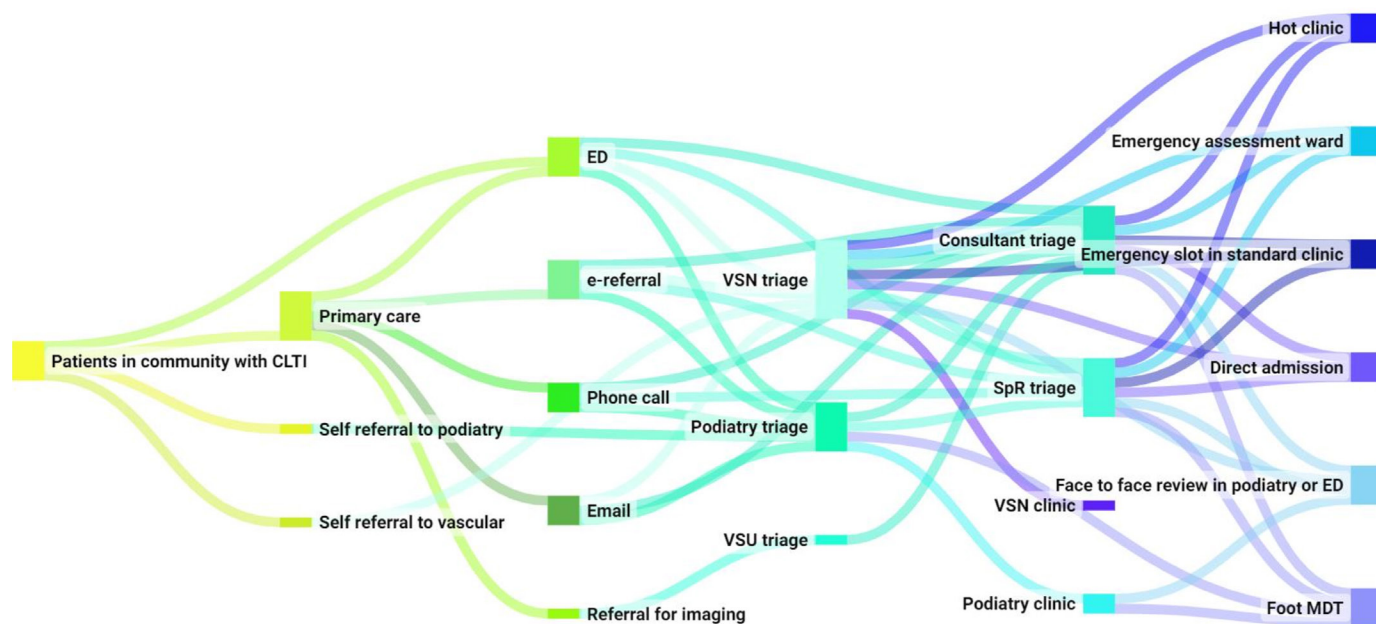 Patients in community with CLTI
Primary care
Self referral to podiatry
Self referral to vascular
ED
e-referral
Phone call
Email
Referral for imaging
VSN triage
Podiatry triage
VSU triage
Consultant triage
SpR triage
VSN clinic
Podiatry clinic
Hot clinic
Emergency assessment ward
Emergency slot in standard clinic
Direct admission
Face to face review in podiatry or ED
Foot MDT